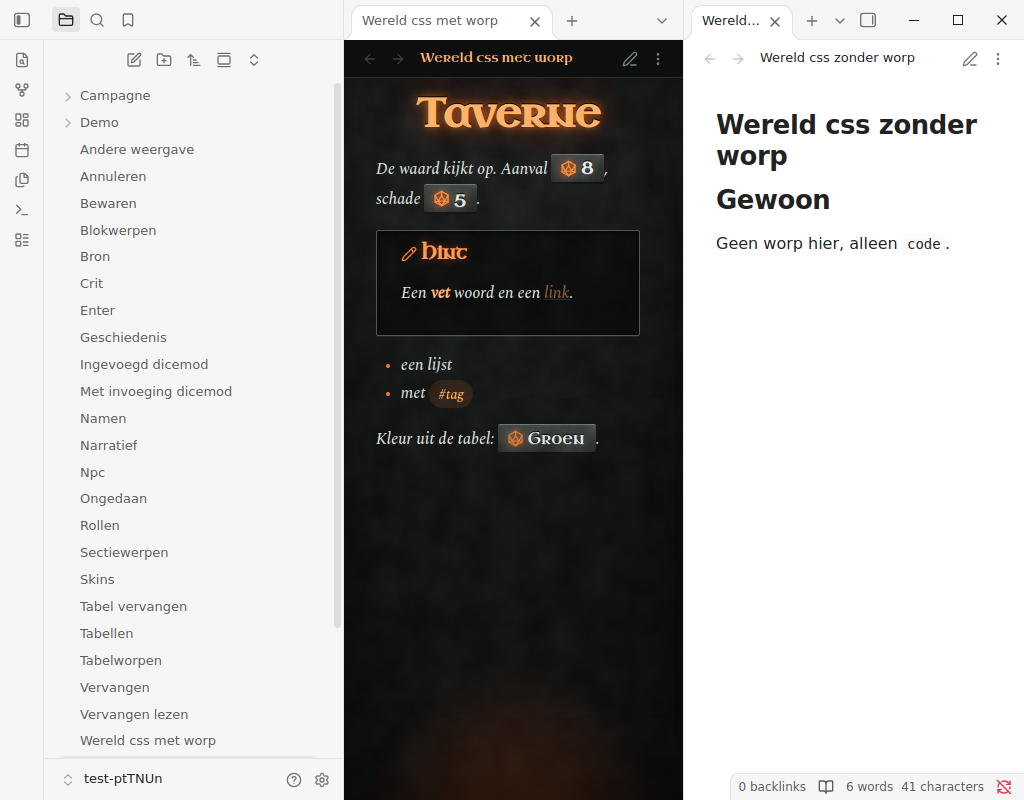 Wereld css met worp
Wereld...
Campagne
Demo
Andere weergave
Annuleren
Bewaren
Blokwerpen
Bron
Crit
Enter
Geschiedenis
Ingevoegd dicemod
Met invoeging dicemod
Namen
Narratief
Npc
Ongedaan
Rollen
Sectiewerpen
Skins
Tabel vervangen
Tabellen
Tabelworpen
Vervangen
Vervangen lezen
Wereld css met worp
test-ptTNUn
Wereld css met worp
Taverne
De waard kijkt op. Aanval 8,
schade 5.
Hint
Een vet woord en een link.
een lijst
met #tag
Kleur uit de tabel: Groen.
Wereld css zonder worp
Wereld css zonder
worp
Gewoon
Geen worp hier, alleen code.
0 backlinks 6 words 41 characters